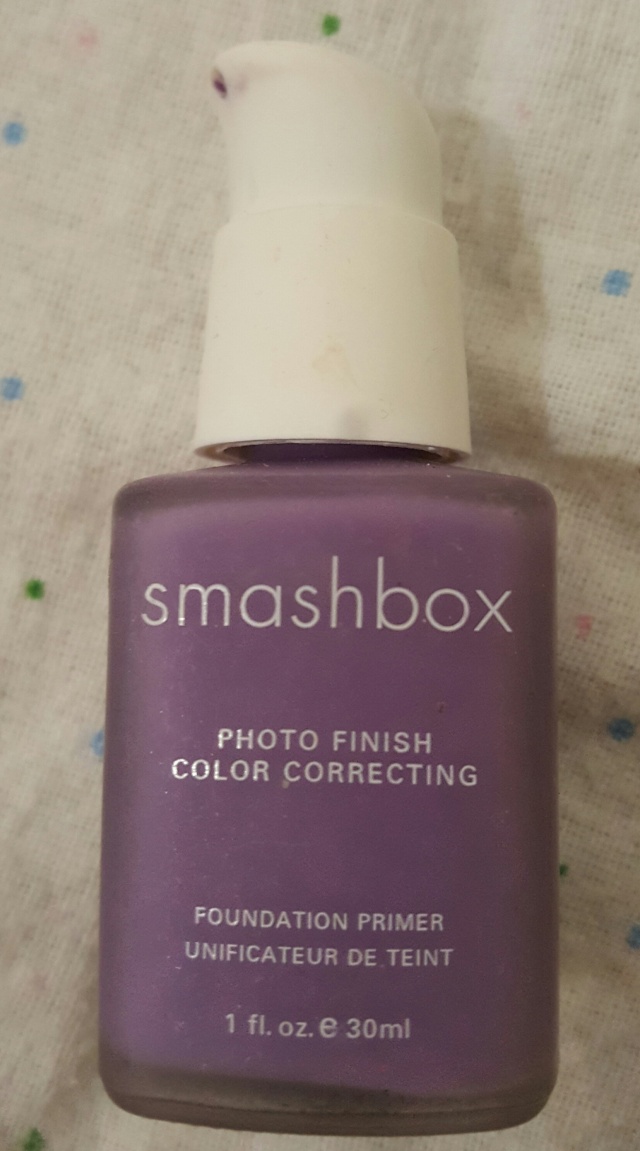 smashbox
PHOTO FINISH
COLOR CORRECTING
FOUNDATION PRIMER
UNIFICATEUR DE TEINT
1 fl. oz. e 30ml